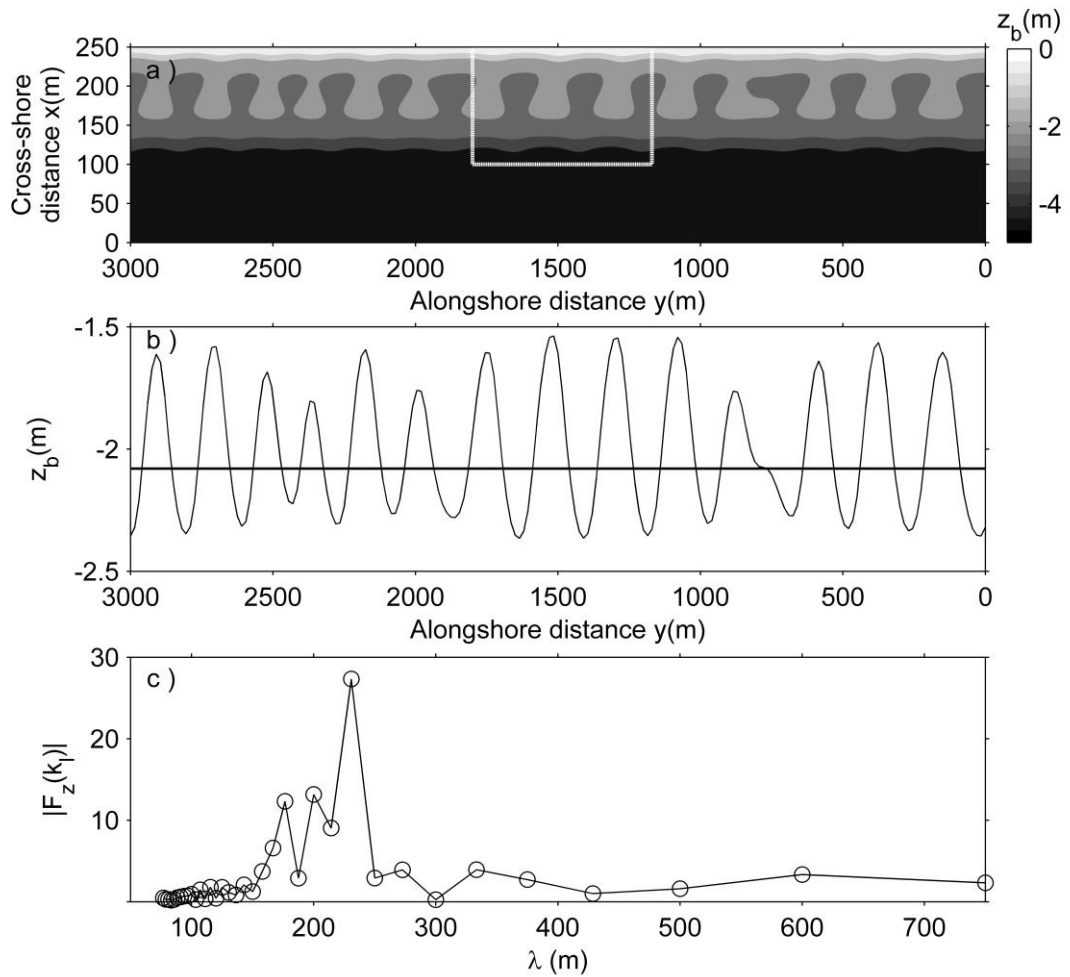 z_b(m)
a )
250
200
150
100
50
0
Cross-shore
distance x(m)
0
-2
-4
3000 2500 2000 1500 1000 500 0
Alongshore distance y(m)
b )
-1.5
-2
-2.5
z_b(m)
3000 2500 2000 1500 1000 500 0
Alongshore distance y(m)
c )
30
20
10
|F_z(k_l)|
100 200 300 400 500 600 700
λ (m)